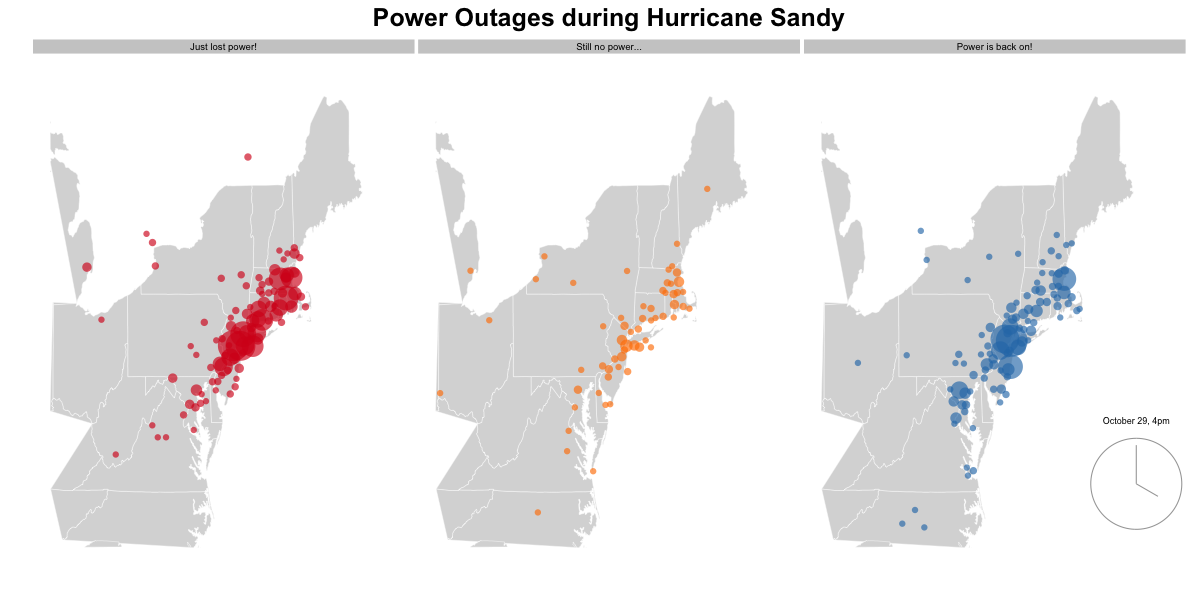 Power Outages during Hurricane Sandy
Just lost power!
Still no power...
Power is back on!
October 29, 4pm